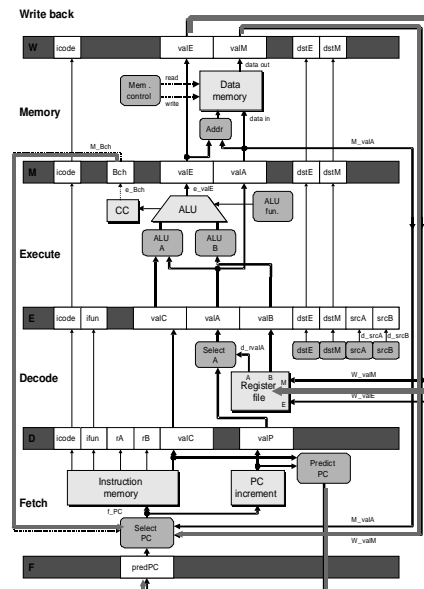 Write back
W icode valE valM dstE dstM
data out
read
Mem. control
Data memory
write
Memory
Addr
data in
M_Bch
M_valA
M icode Bch valE valA dstE dstM
e_Bch
e_valE
CC
ALU
ALU fun.
ALU A
ALU B
Execute
E icode ifun valC valA valB dstE dstM srcA srcB
d_srcA d_srcB
Select A
d_rvalA
dstE dstM srcA srcB
A B
W_valM
Decode
Register file
M
E
W_valE
D icode ifun rA rB valC valP
Predict PC
Instruction memory
PC increment
Fetch
f_PC
M_valA
Select PC
W_valM
F predPC